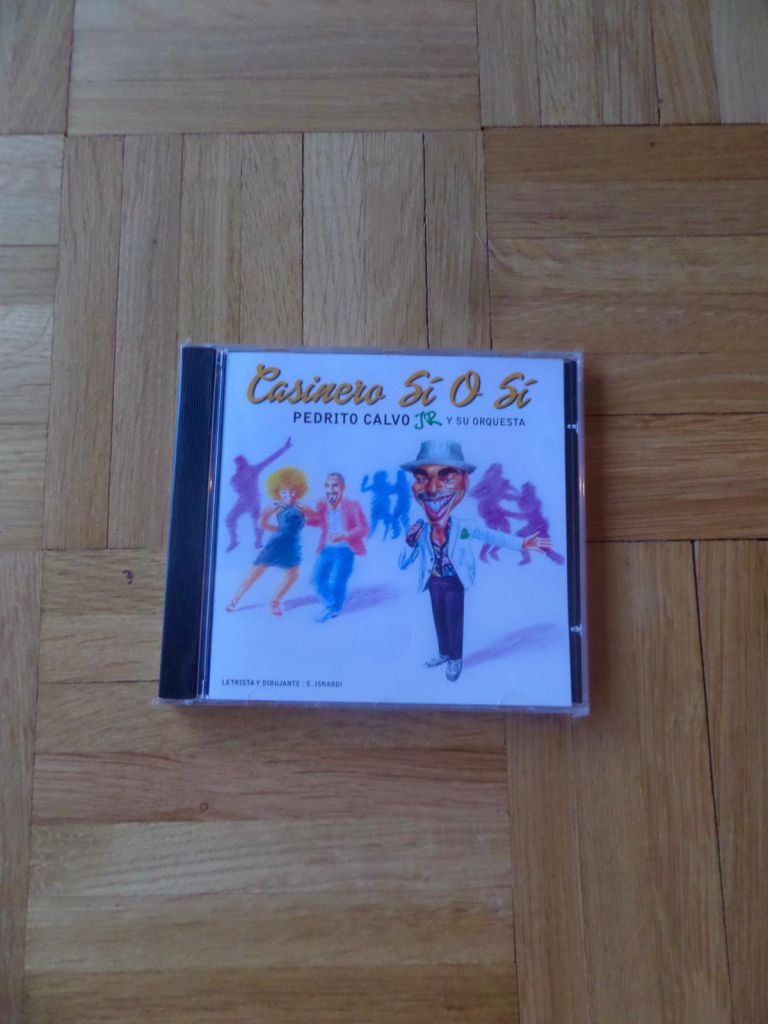 Casinero Sí O Sí
PEDRITO CALVO JR Y SU ORQUESTA
LETRISTA Y DIBUJANTE : E. ISNARDI